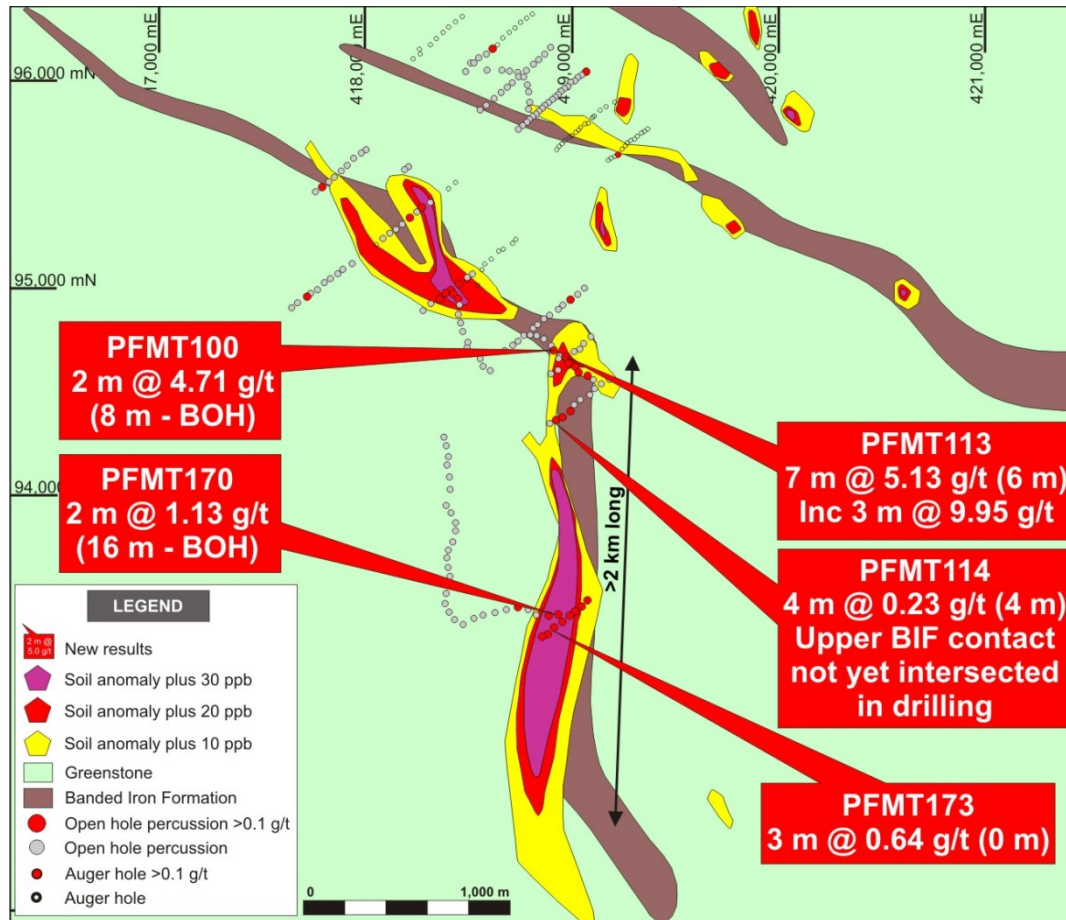 17,000 mE
418,000 mE
419,000 mE
420,000 mE
421,000 mE
96,000 mN
95,000 mN
94,000 mN
PFMT100
2 m @ 4.71 g/t
(8 m - BOH)
PFMT170
2 m @ 1.13 g/t
(16 m - BOH)
PFMT113
7 m @ 5.13 g/t (6 m)
Inc 3 m @ 9.95 g/t
PFMT114
4 m @ 0.23 g/t (4 m)
Upper BIF contact
not yet intersected
in drilling
PFMT173
3 m @ 0.64 g/t (0 m)
>2 km long
LEGEND
2 m @
5.0 g/t
New results
Soil anomaly plus 30 ppb
Soil anomaly plus 20 ppb
Soil anomaly plus 10 ppb
Greenstone
Banded Iron Formation
Open hole percussion >0.1 g/t
Open hole percussion
Auger hole >0.1 g/t
Auger hole
0
1,000 m